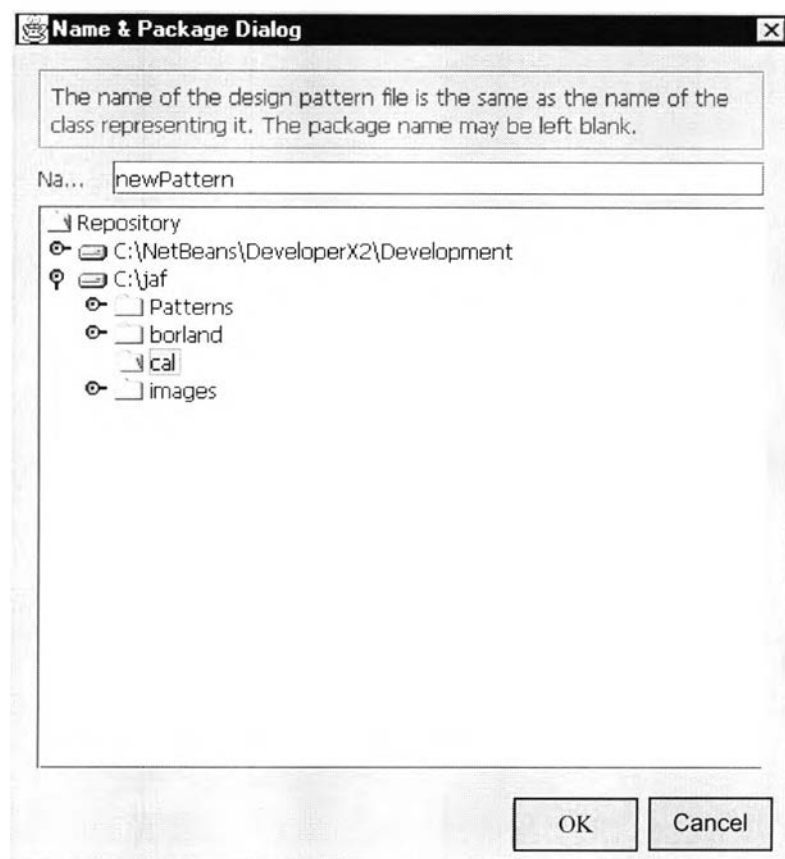 Name & Package Dialog
The name of the design pattern file is the same as the name of the
class representing it. The package name may be left blank.
Na... newPattern
Repository
C:\NetBeans\DeveloperX2\Development
C:\jaf
Patterns
borland
cal
images
OK Cancel